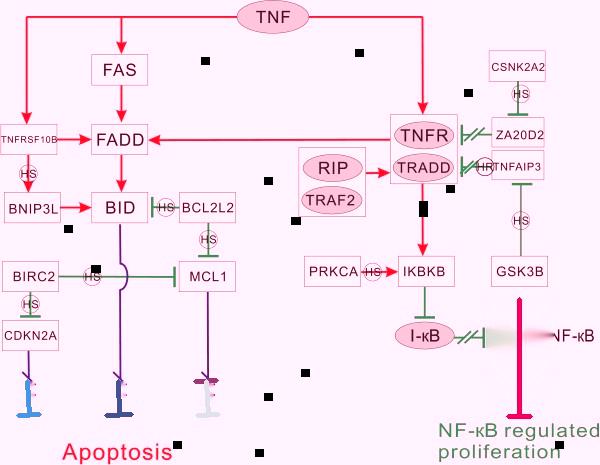 TNF
FAS
CSNK2A2
HS
TNFRSF10B
FADD
TNFR
ZA20D2
RIP
TRADD
HR
TNFAIP3
HS
TRAF2
BNIP3L
BID
HS
BCL2L2
HS
HS
BIRC2
HS
MCL1
PRKCA
HS
IKBKB
GSK3B
HS
CDKN2A
I-κB
NF-κB
NF-κB regulated
proliferation
Apoptosis